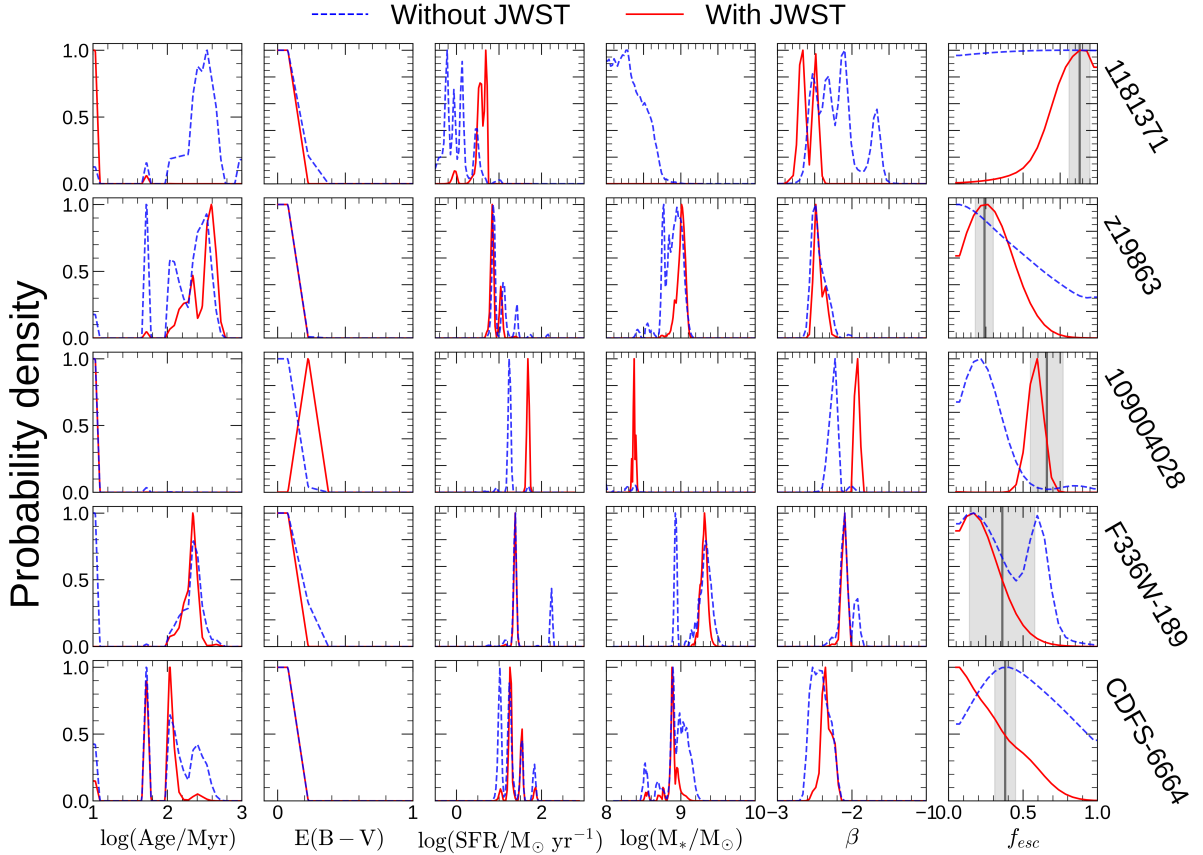 Without JWST With JWST
Probability density
1.0
0.5
0.0
1181371
1.0
0.5
0.0
z19863
1.0
0.5
0.0
109004028
1.0
0.5
0.0
F336W-189
1.0
0.5
0.0
CDFS-6664
1 2 3 0 1 0 2 8 9 10 −3 −2 −1 0.0 0.5 1.0
log(Age/Myr) E(B − V) log(SFR/M⊙ yr⁻¹) log(M*/M⊙) β f_esc